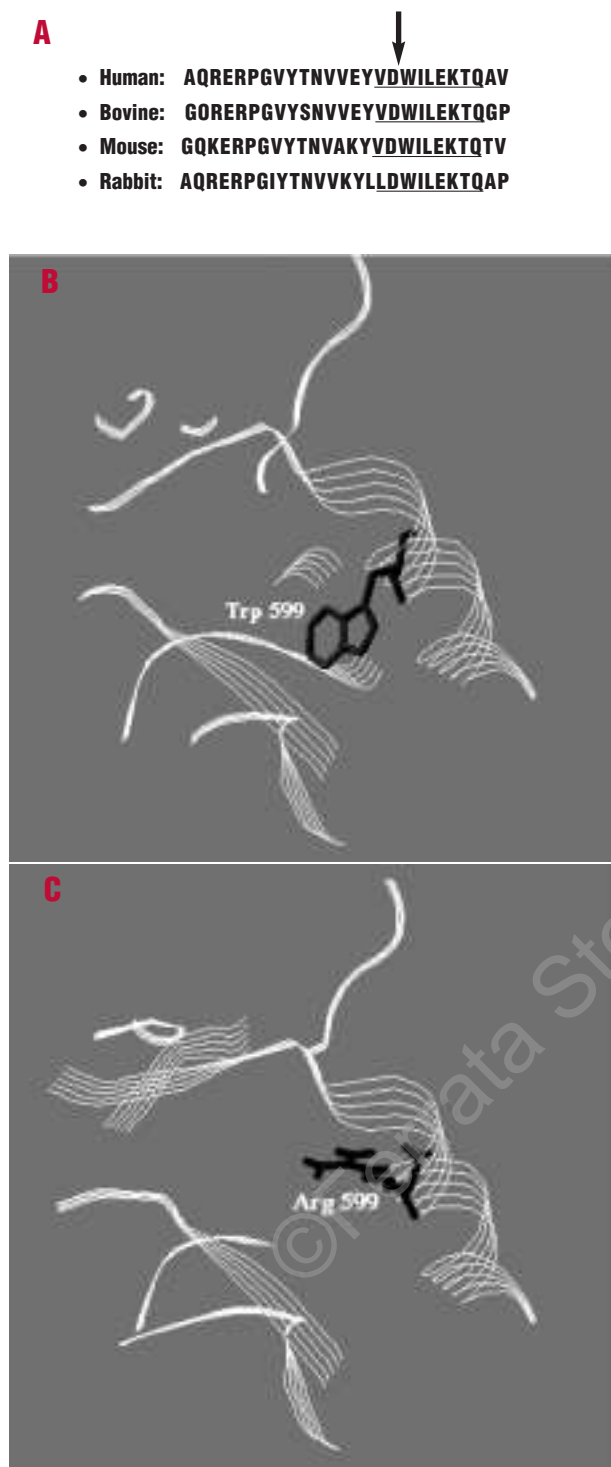 A
• Human: AQRERPGVYTNVVEYVDWILEKTQAV
• Bovine: GORERPGVYSNVVEYVDWILEKTQGP
• Mouse: GQKERPGVYTNVAKYVDWILEKTQTV
• Rabbit: AQRERPGIYTNVVKYLLDWILEKTQAP
B
Trp 599
C
Arg 599